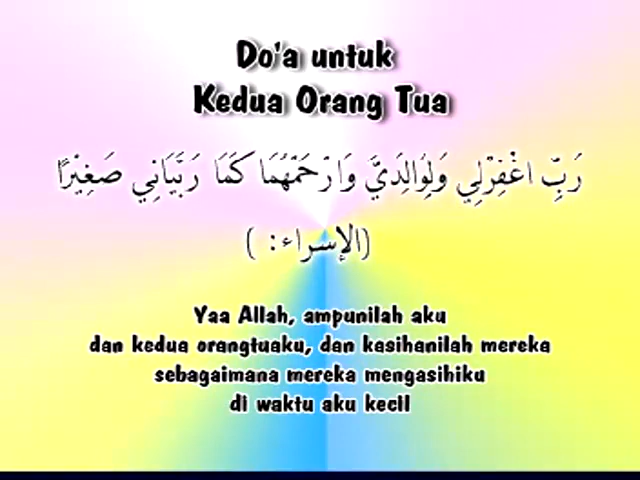 Do'a untuk
Kedua Orang Tua
رَبِّ اغْفِرْلِي وَلِوَالِدَيَّ وَارْحَمْهُمَا كَمَا رَبَّيَانِي صَغِيْرًا
(الإسراء: )
Yaa Allah, ampunilah aku
dan kedua orangtuaku, dan kasihanilah mereka
sebagaimana mereka mengasihiku
di waktu aku kecil